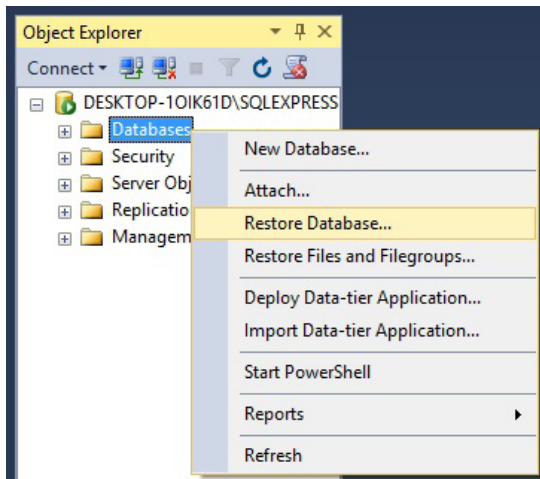 Object Explorer
Connect
DESKTOP-1OIK61D\SQLEXPRESS
Databases
Security
Server Obj
Replicatio
Managem
New Database...
Attach...
Restore Database...
Restore Files and Filegroups...
Deploy Data-tier Application...
Import Data-tier Application...
Start PowerShell
Reports
Refresh